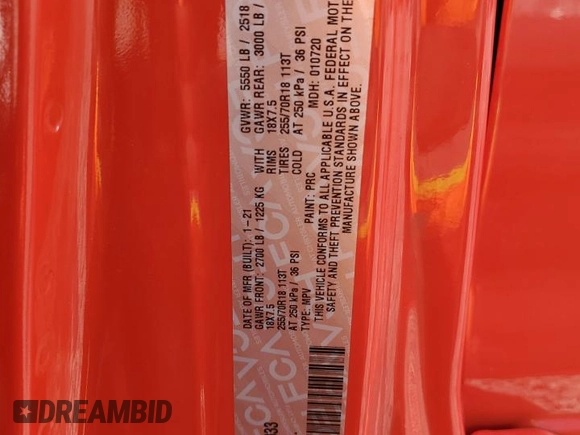 DATE OF MFR (BUILT): 1-21 GVWR: 5550 LB / 2518
GAWR FRONT: 2700 LB / 1225 KG WITH GAWR REAR: 3000 LB /
18X7.5 RIMS 18X7.5
255/70R18 113T TIRES 255/70R18 113T
AT 250 kPa / 36 PSI COLD AT 250 kPa / 36 PSI
TYPE: MPV PAINT: PRC MDH: 010720
THIS VEHICLE CONFORMS TO ALL APPLICABLE U.S.A. FEDERAL MOT
SAFETY AND THEFT PREVENTION STANDARDS IN EFFECT ON THE
MANUFACTURE SHOWN ABOVE.
DREAMBID